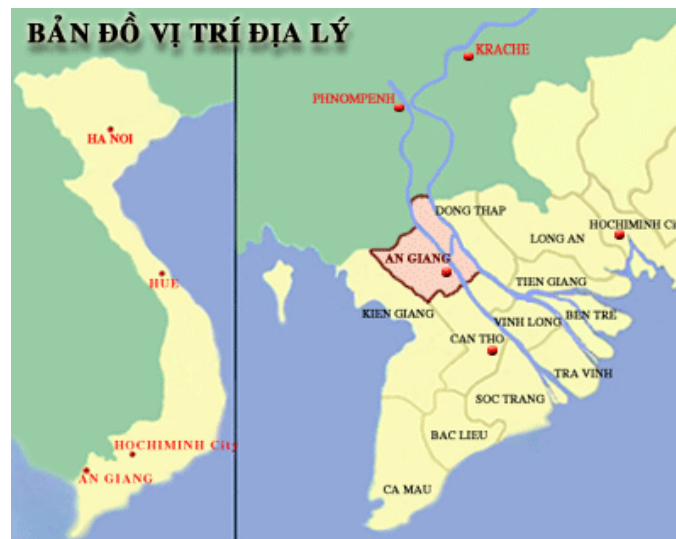 BẢN ĐỒ VỊ TRÍ ĐỊA LÝ
HA NOI
HUE
HOCHIMINH City
AN GIANG
KRACHE
PHNOMPENH
DONG THAP
HOCHIMINH Cit
LONG AN
AN GIANG
TIEN GIANG
KIEN GIANG
VINH LONG
BEN TRE
CAN THO
TRA VINH
SOC TRANG
BAC LIEU
CA MAU